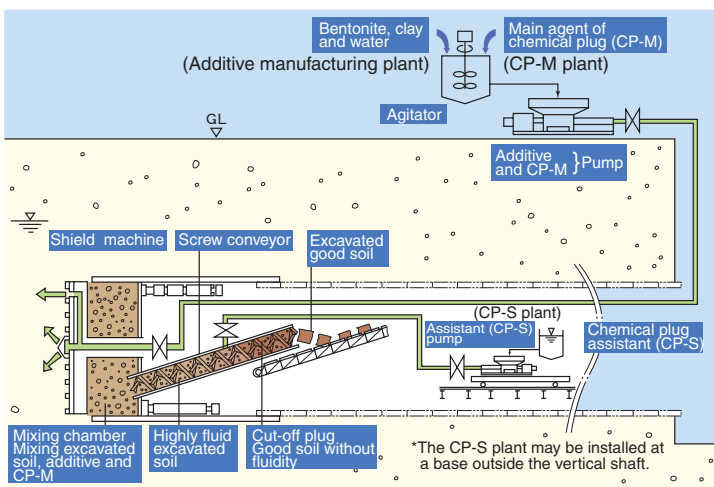 Bentonite, clay
and water
Main agent of
chemical plug (CP-M)
(Additive manufacturing plant)
(CP-M plant)
Agitator
GL
Additive
and CP-M
}Pump
Shield machine
Screw conveyor
Excavated
good soil
(CP-S plant)
Assistant (CP-S)
pump
Chemical plug
assistant (CP-S)
Mixing chamber
Mixing excavated
soil, additive and
CP-M
Highly fluid
excavated
soil
Cut-off plug
Good soil without
fluidity
*The CP-S plant may be installed at
a base outside the vertical shaft.